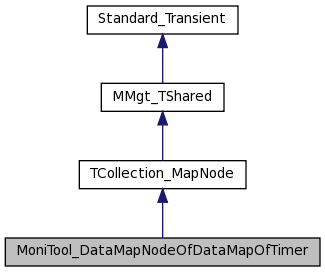 Standard_Transient
MMgt_TShared
TCollection_MapNode
MoniTool_DataMapNodeOfDataMapOfTimer